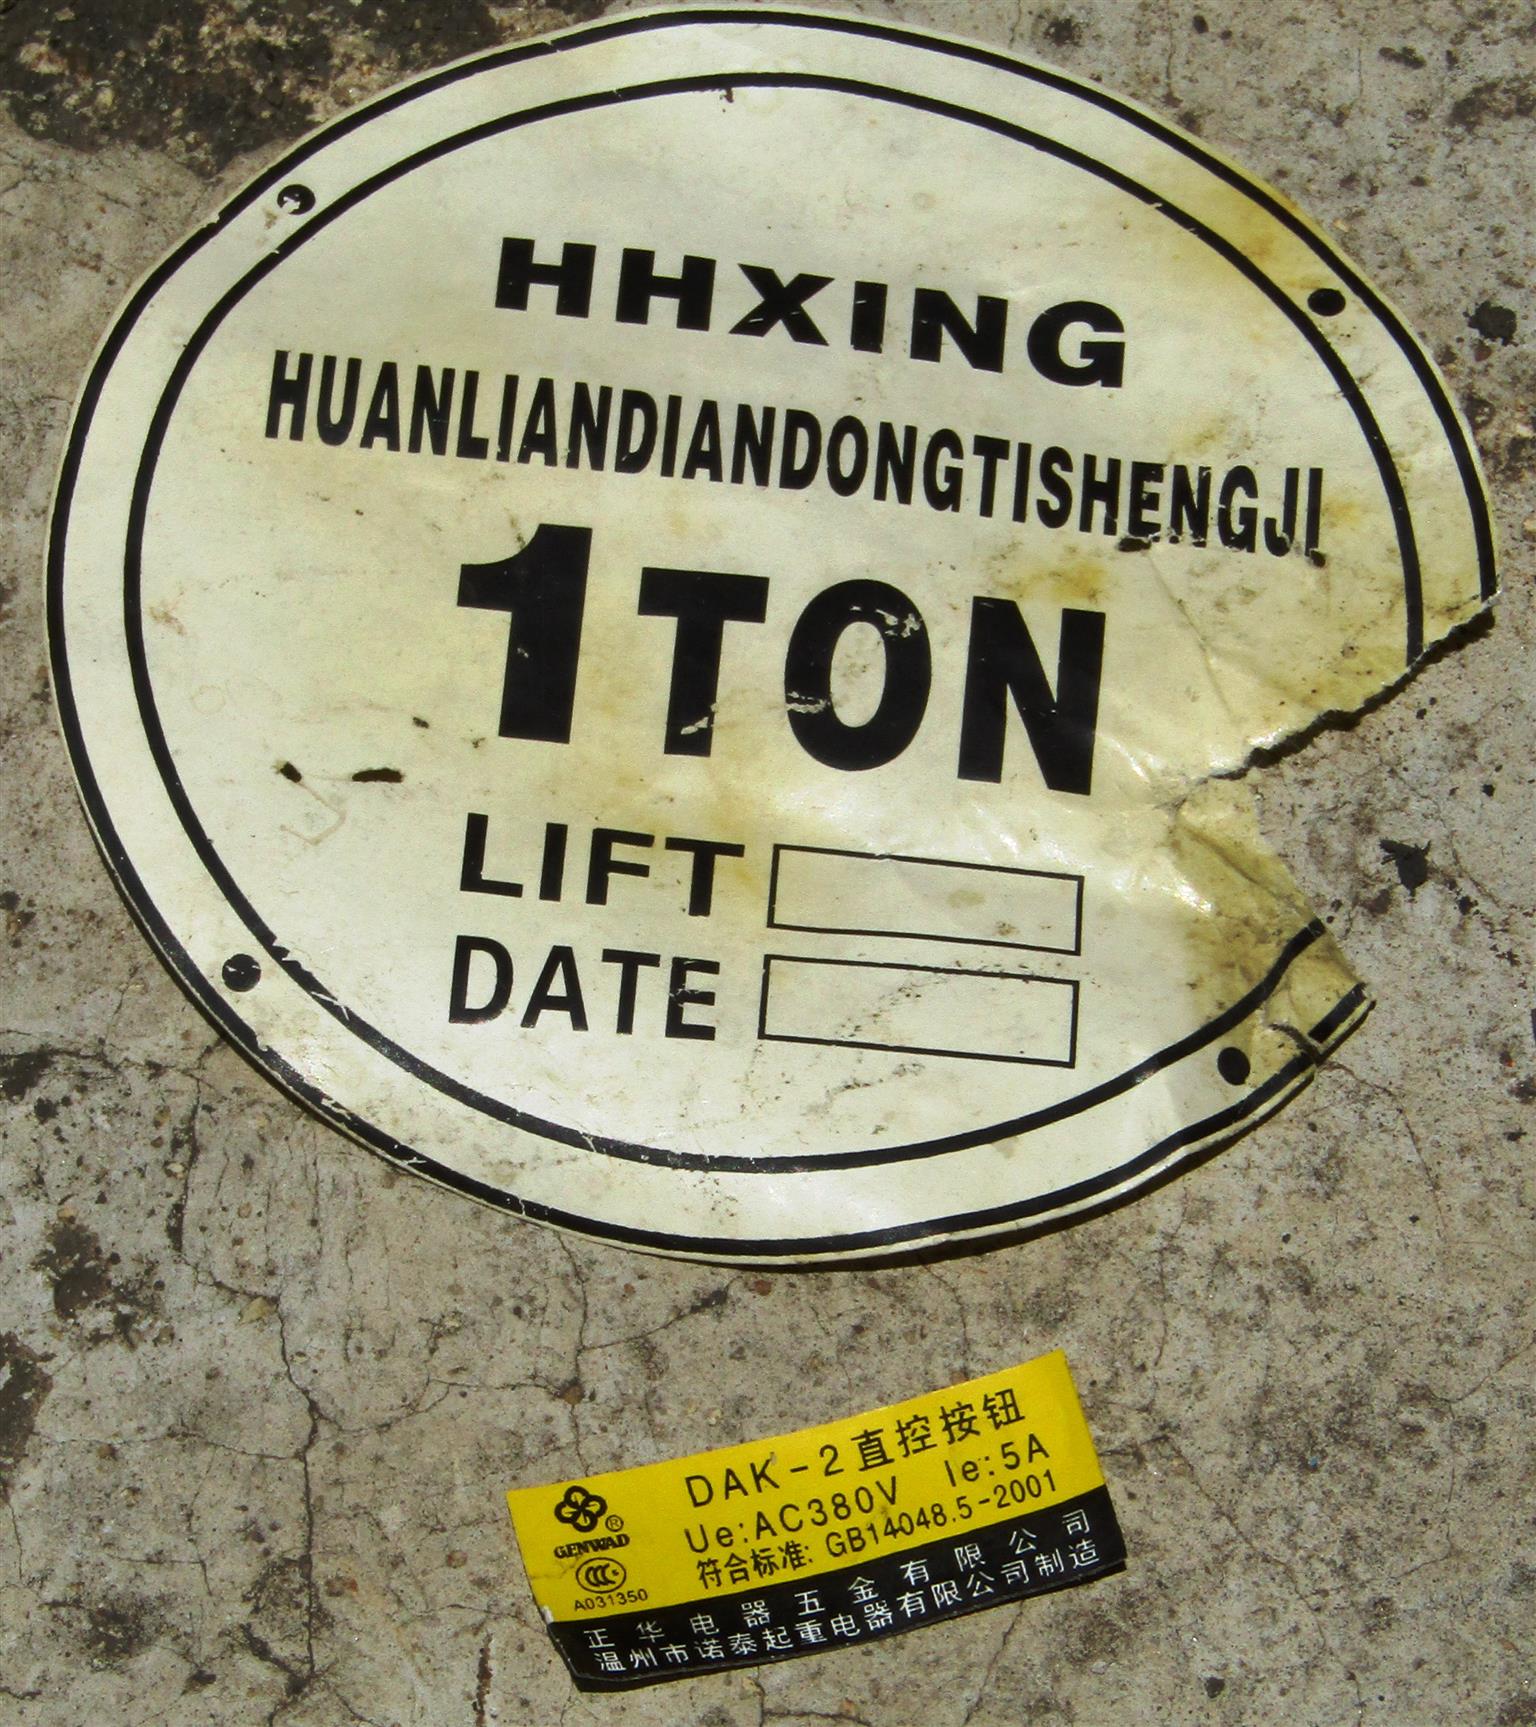 HHXING
HUANLIANDIANDONGTISHENGJI
1TON
LIFT
DATE
DAK-2直控按钮
Ue:AC380V Ie:5A
符合标准: GB14048.5-2001
®
GENWAD
CCC
A031350
正华电器五金有限公司
温州市诺泰起重电器有限公司制造